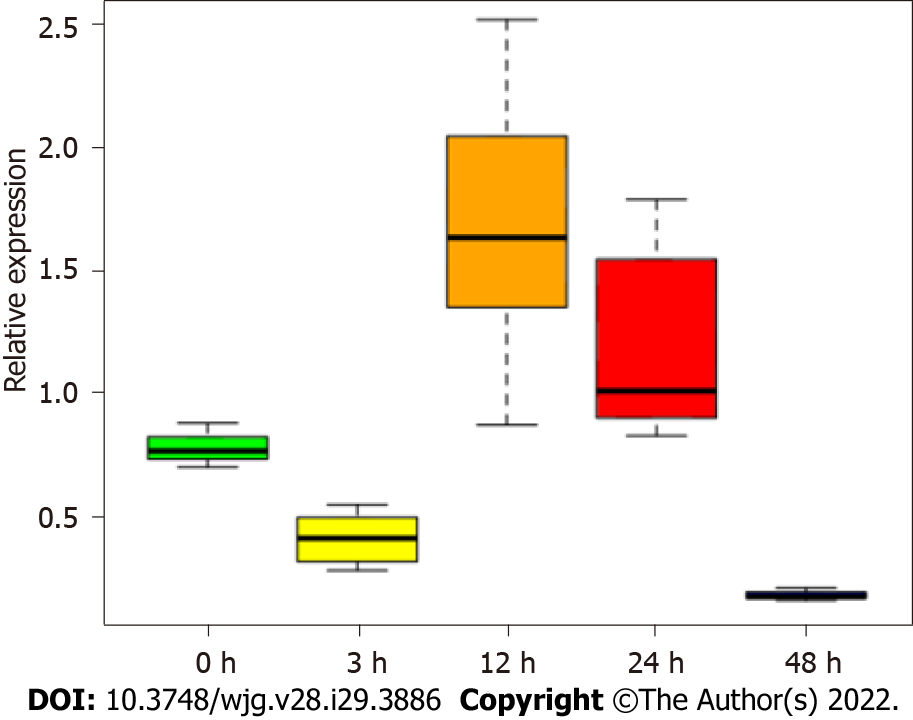 2.5
2.0
1.5
1.0
0.5
Relative expression
0 h 3 h 12 h 24 h 48 h
DOI: 10.3748/wjg.v28.i29.3886 Copyright ©The Author(s) 2022.